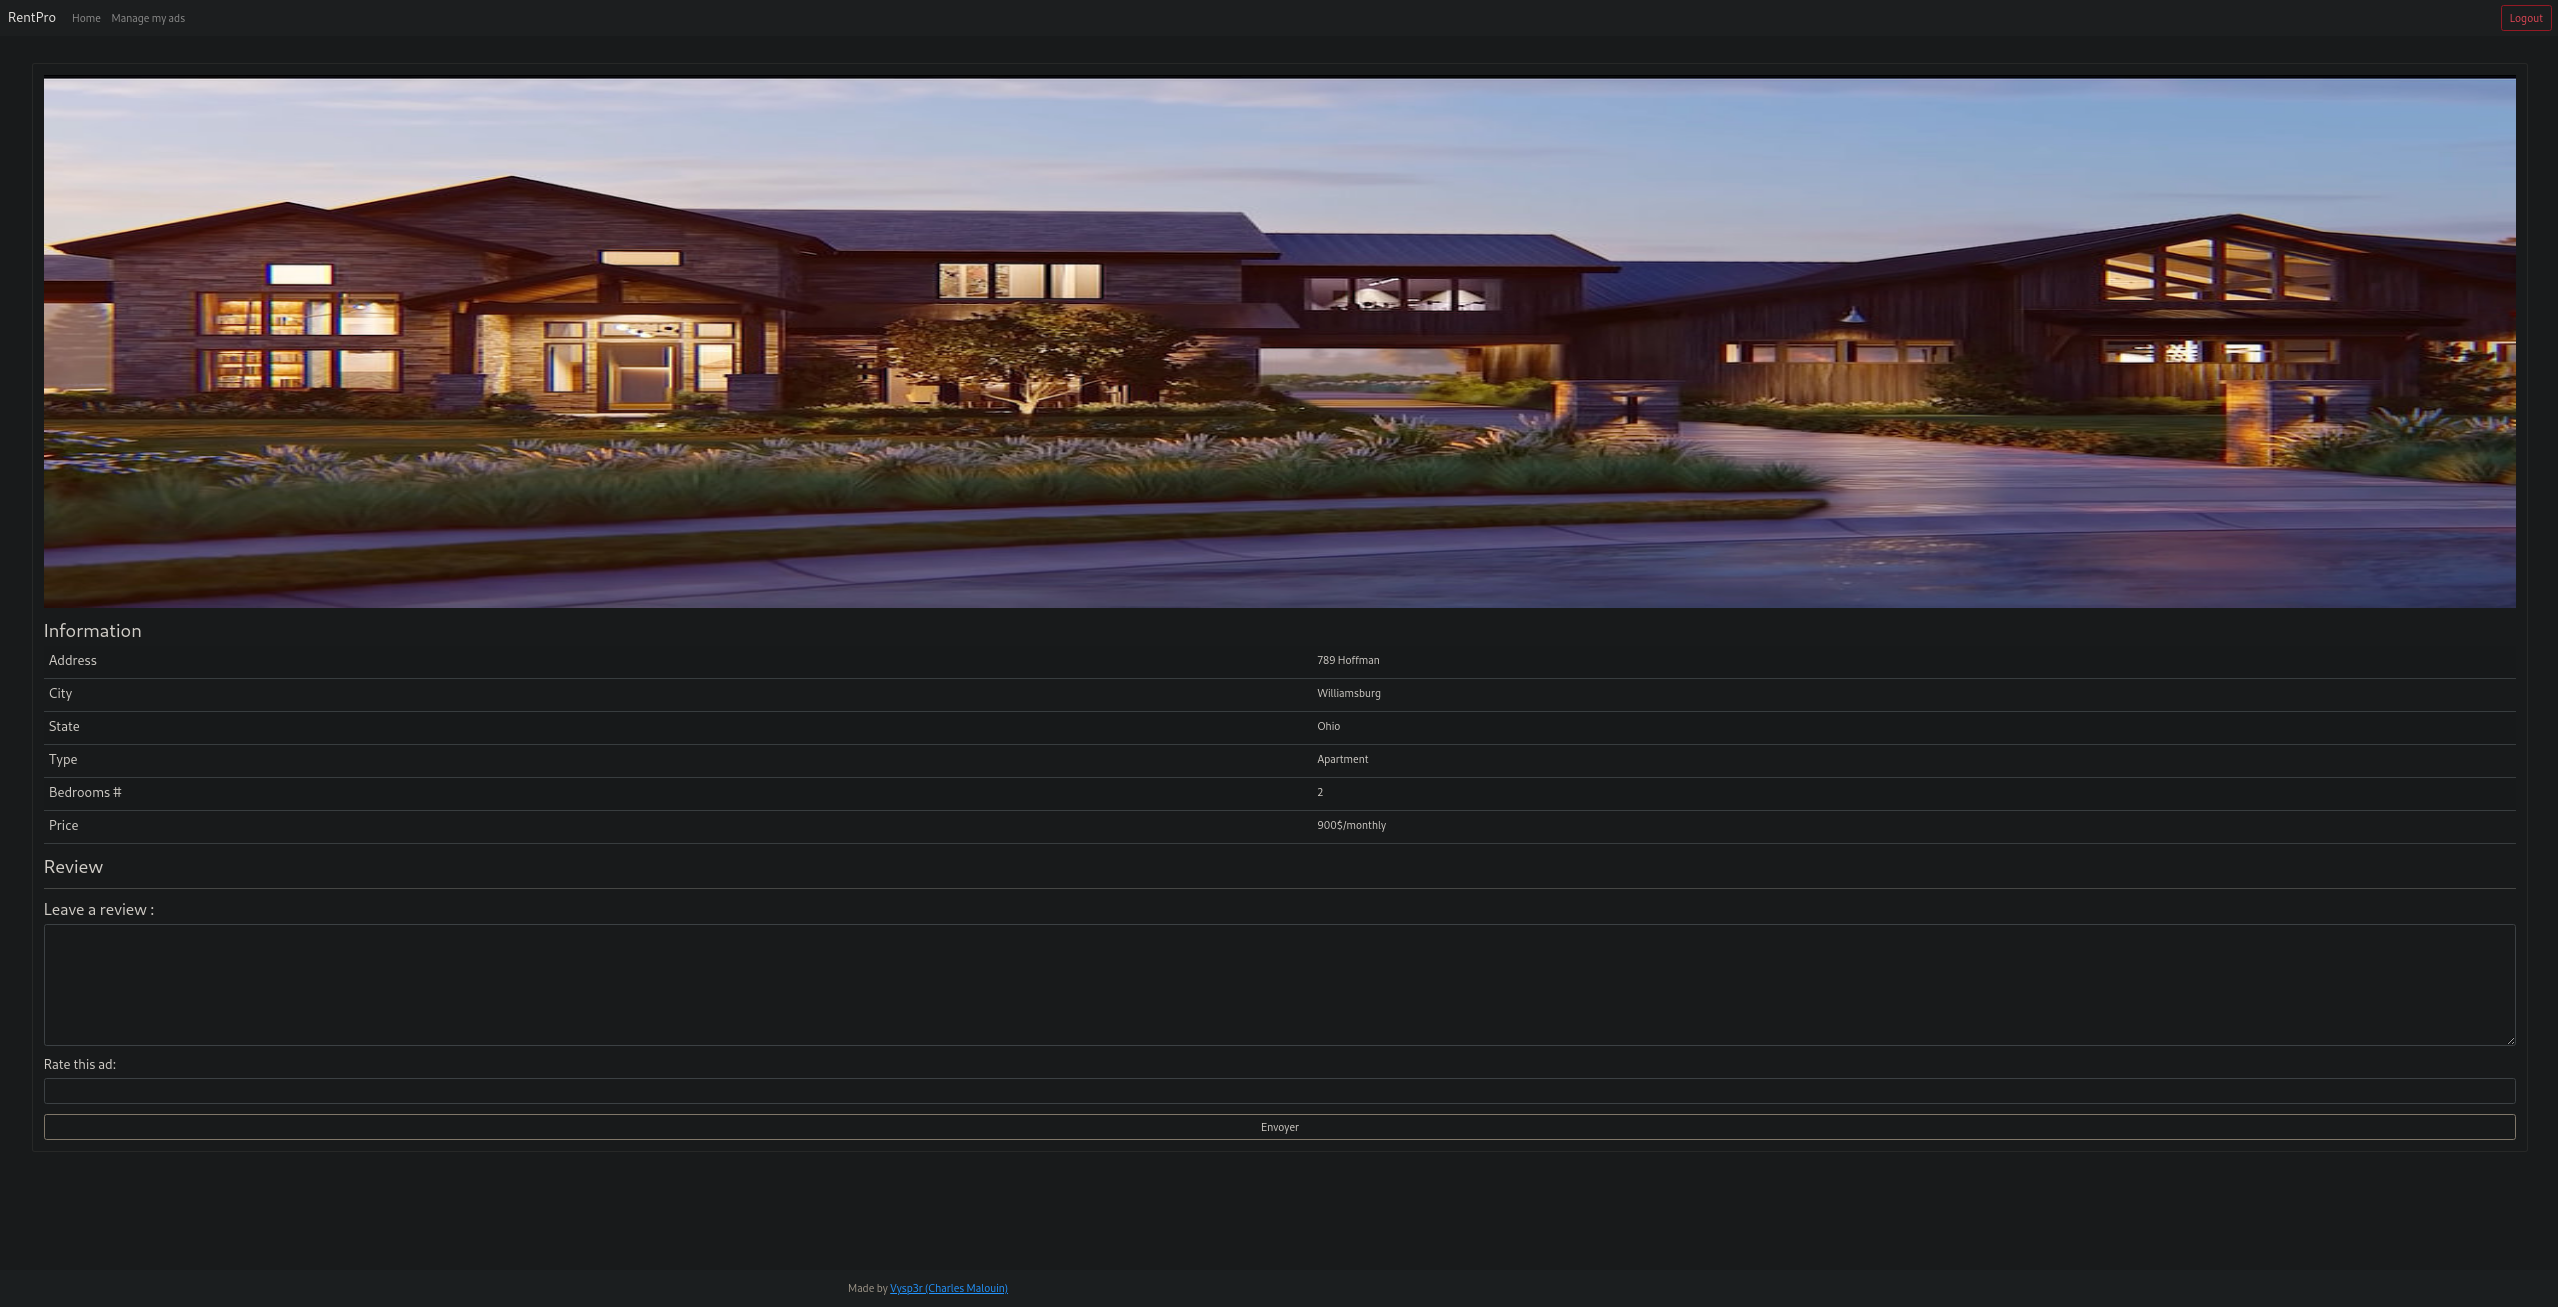 RentPro Home Manage my ads Logout
Information
Address 789 Hoffman
City Williamsburg
State Ohio
Type Apartment
Bedrooms # 2
Price 900$/monthly
Review
Leave a review :
Rate this ad:
Envoyer
Made by Vysp3r (Charles Malouin)